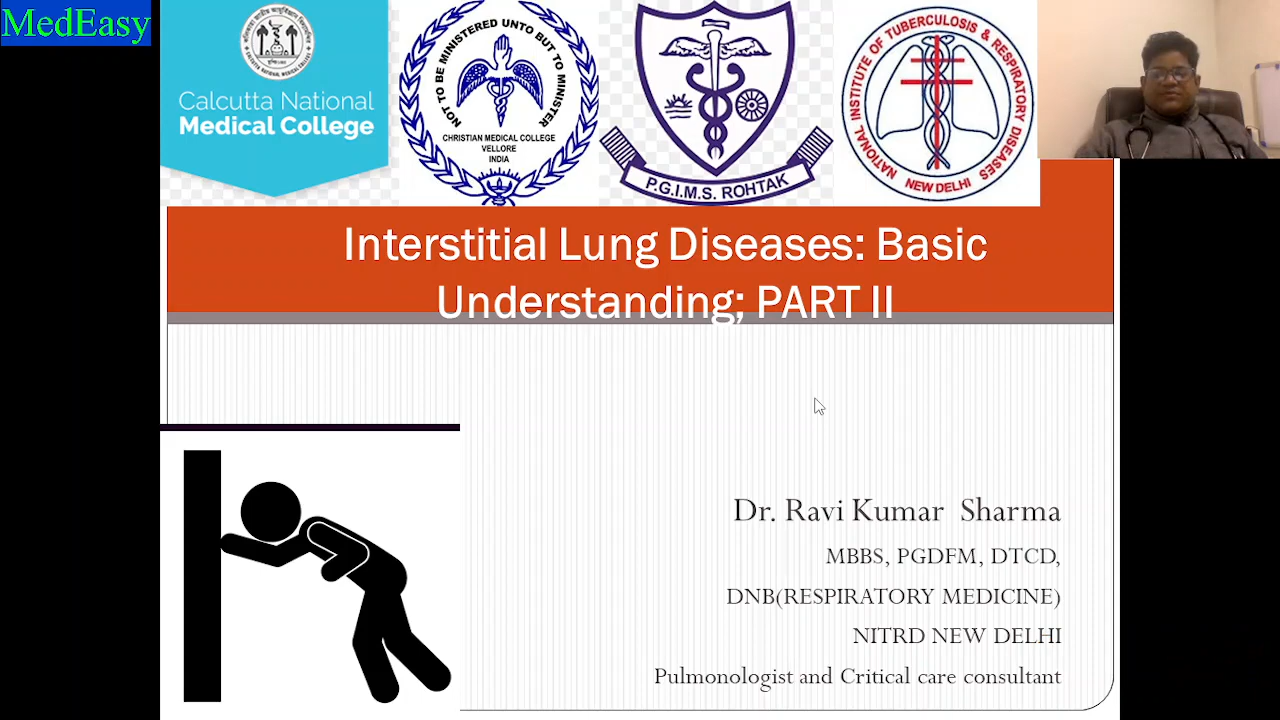 MedEasy
Calcutta National
Medical College
NOT TO BE MINISTERED UNTO BUT TO MINISTER
CHRISTIAN MEDICAL COLLEGE
VELLORE
INDIA
P.G.I.M.S. ROHTAK
NATIONAL INSTITUTE OF TUBERCULOSIS & RESPIRATORY DISEASES
NEW DELHI
Interstitial Lung Diseases: Basic
Understanding; PART II
Dr. Ravi Kumar Sharma
MBBS, PGDFM, DTCD,
DNB(RESPIRATORY MEDICINE)
NITRD NEW DELHI
Pulmonologist and Critical care consultant